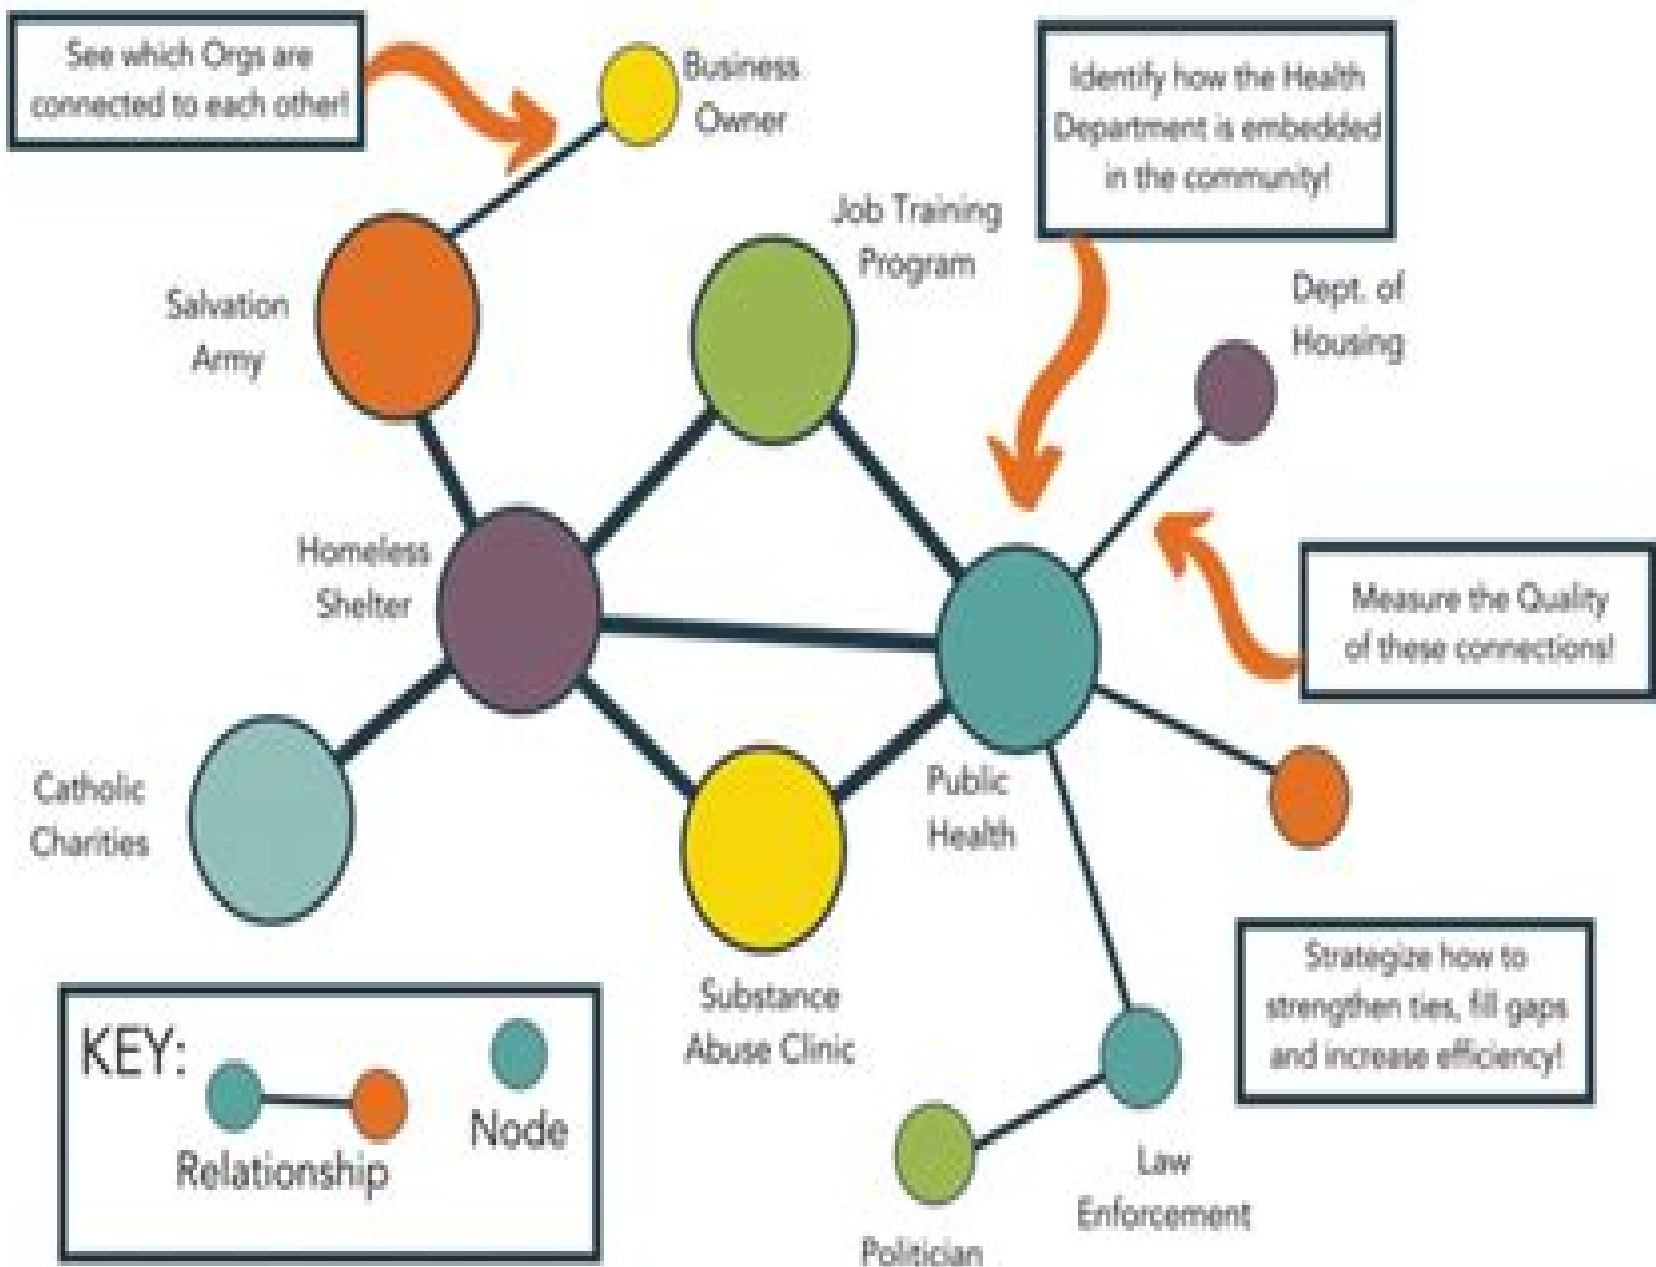 See which Orgs are
connected to each other!
Business
Owner
Identify how the Health
Department is embedded
in the community!
Job Training
Program
Salvation
Army
Dept. of
Housing
Homeless
Shelter
Measure the Quality
of these connections!
Catholic
Charities
Public
Health
Substance
Abuse Clinic
Strategize how to
strengthen ties, fill gaps
and increase efficiency!
KEY:
Relationship
Node
Law
Enforcement
Politician